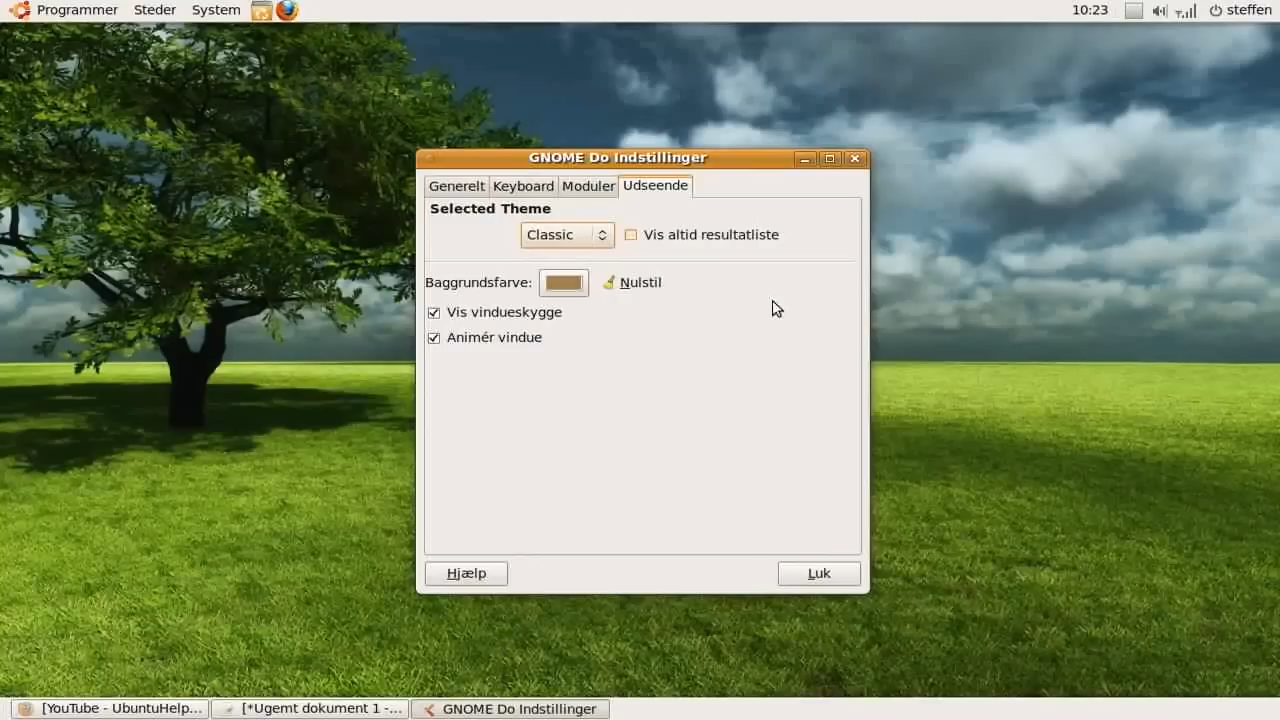 Programmer Steder System 10:23 steffen
GNOME Do Indstillinger
Generelt Keyboard Moduler Udseende
Selected Theme
Classic Vis altid resultatliste
Baggrundsfarve: Nulstil
Vis vindueskygge
Animér vindue
Hjælp Luk
[YouTube - UbuntuHelp... [*Ugemt dokument 1 -... GNOME Do Indstillinger